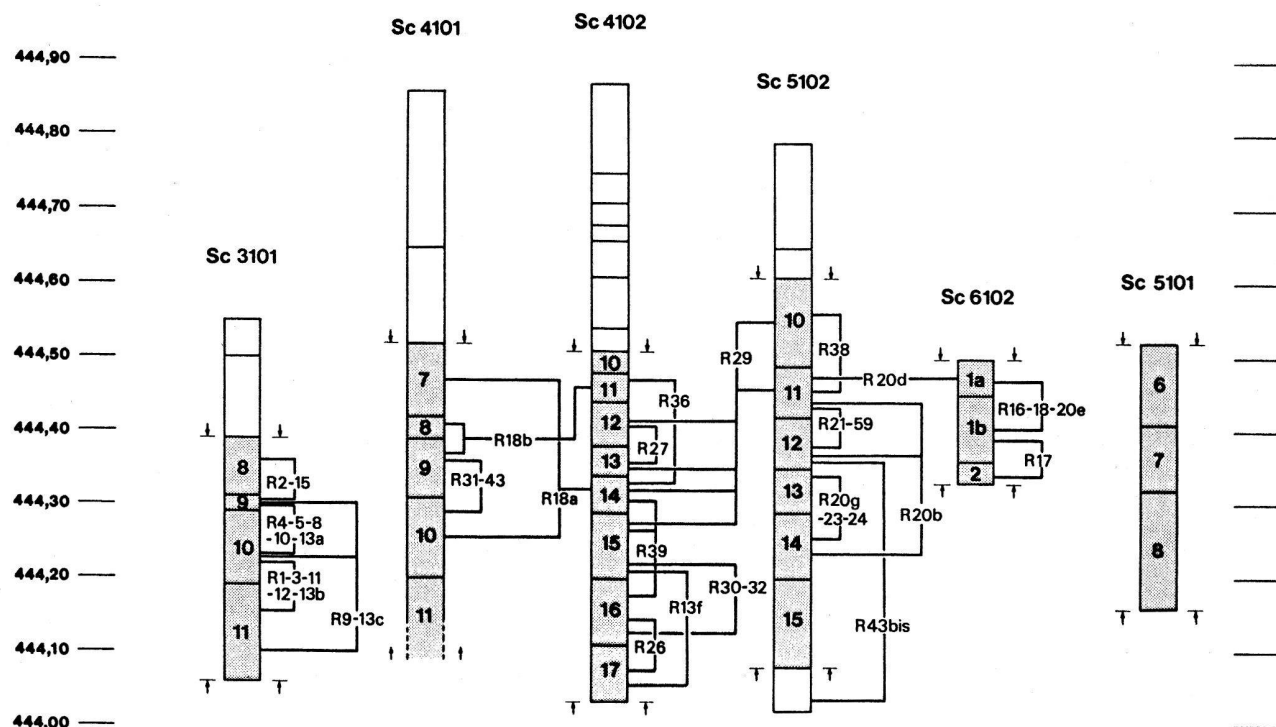 Sc 4101
Sc 4102
Sc 5102
Sc 3101
Sc 6102
Sc 5101
444,90
444,80
444,70
444,60
444,50
444,40
444,30
444,20
444,10
444,00
8
9
10
11
R2-15
R4-5-8
-10-13a
R1-3-11
-12-13b
R9-13c
7
8
9
10
11
R18b
R31-43
R18a
10
11
12
13
14
15
16
17
R36
R27
R39
R13f
R30-32
R26
R29
10
11
12
13
14
15
R38
R20d
R21-59
R20g
-23-24
R20b
R43bis
1a
1b
2
R16-18-20e
R17
6
7
8